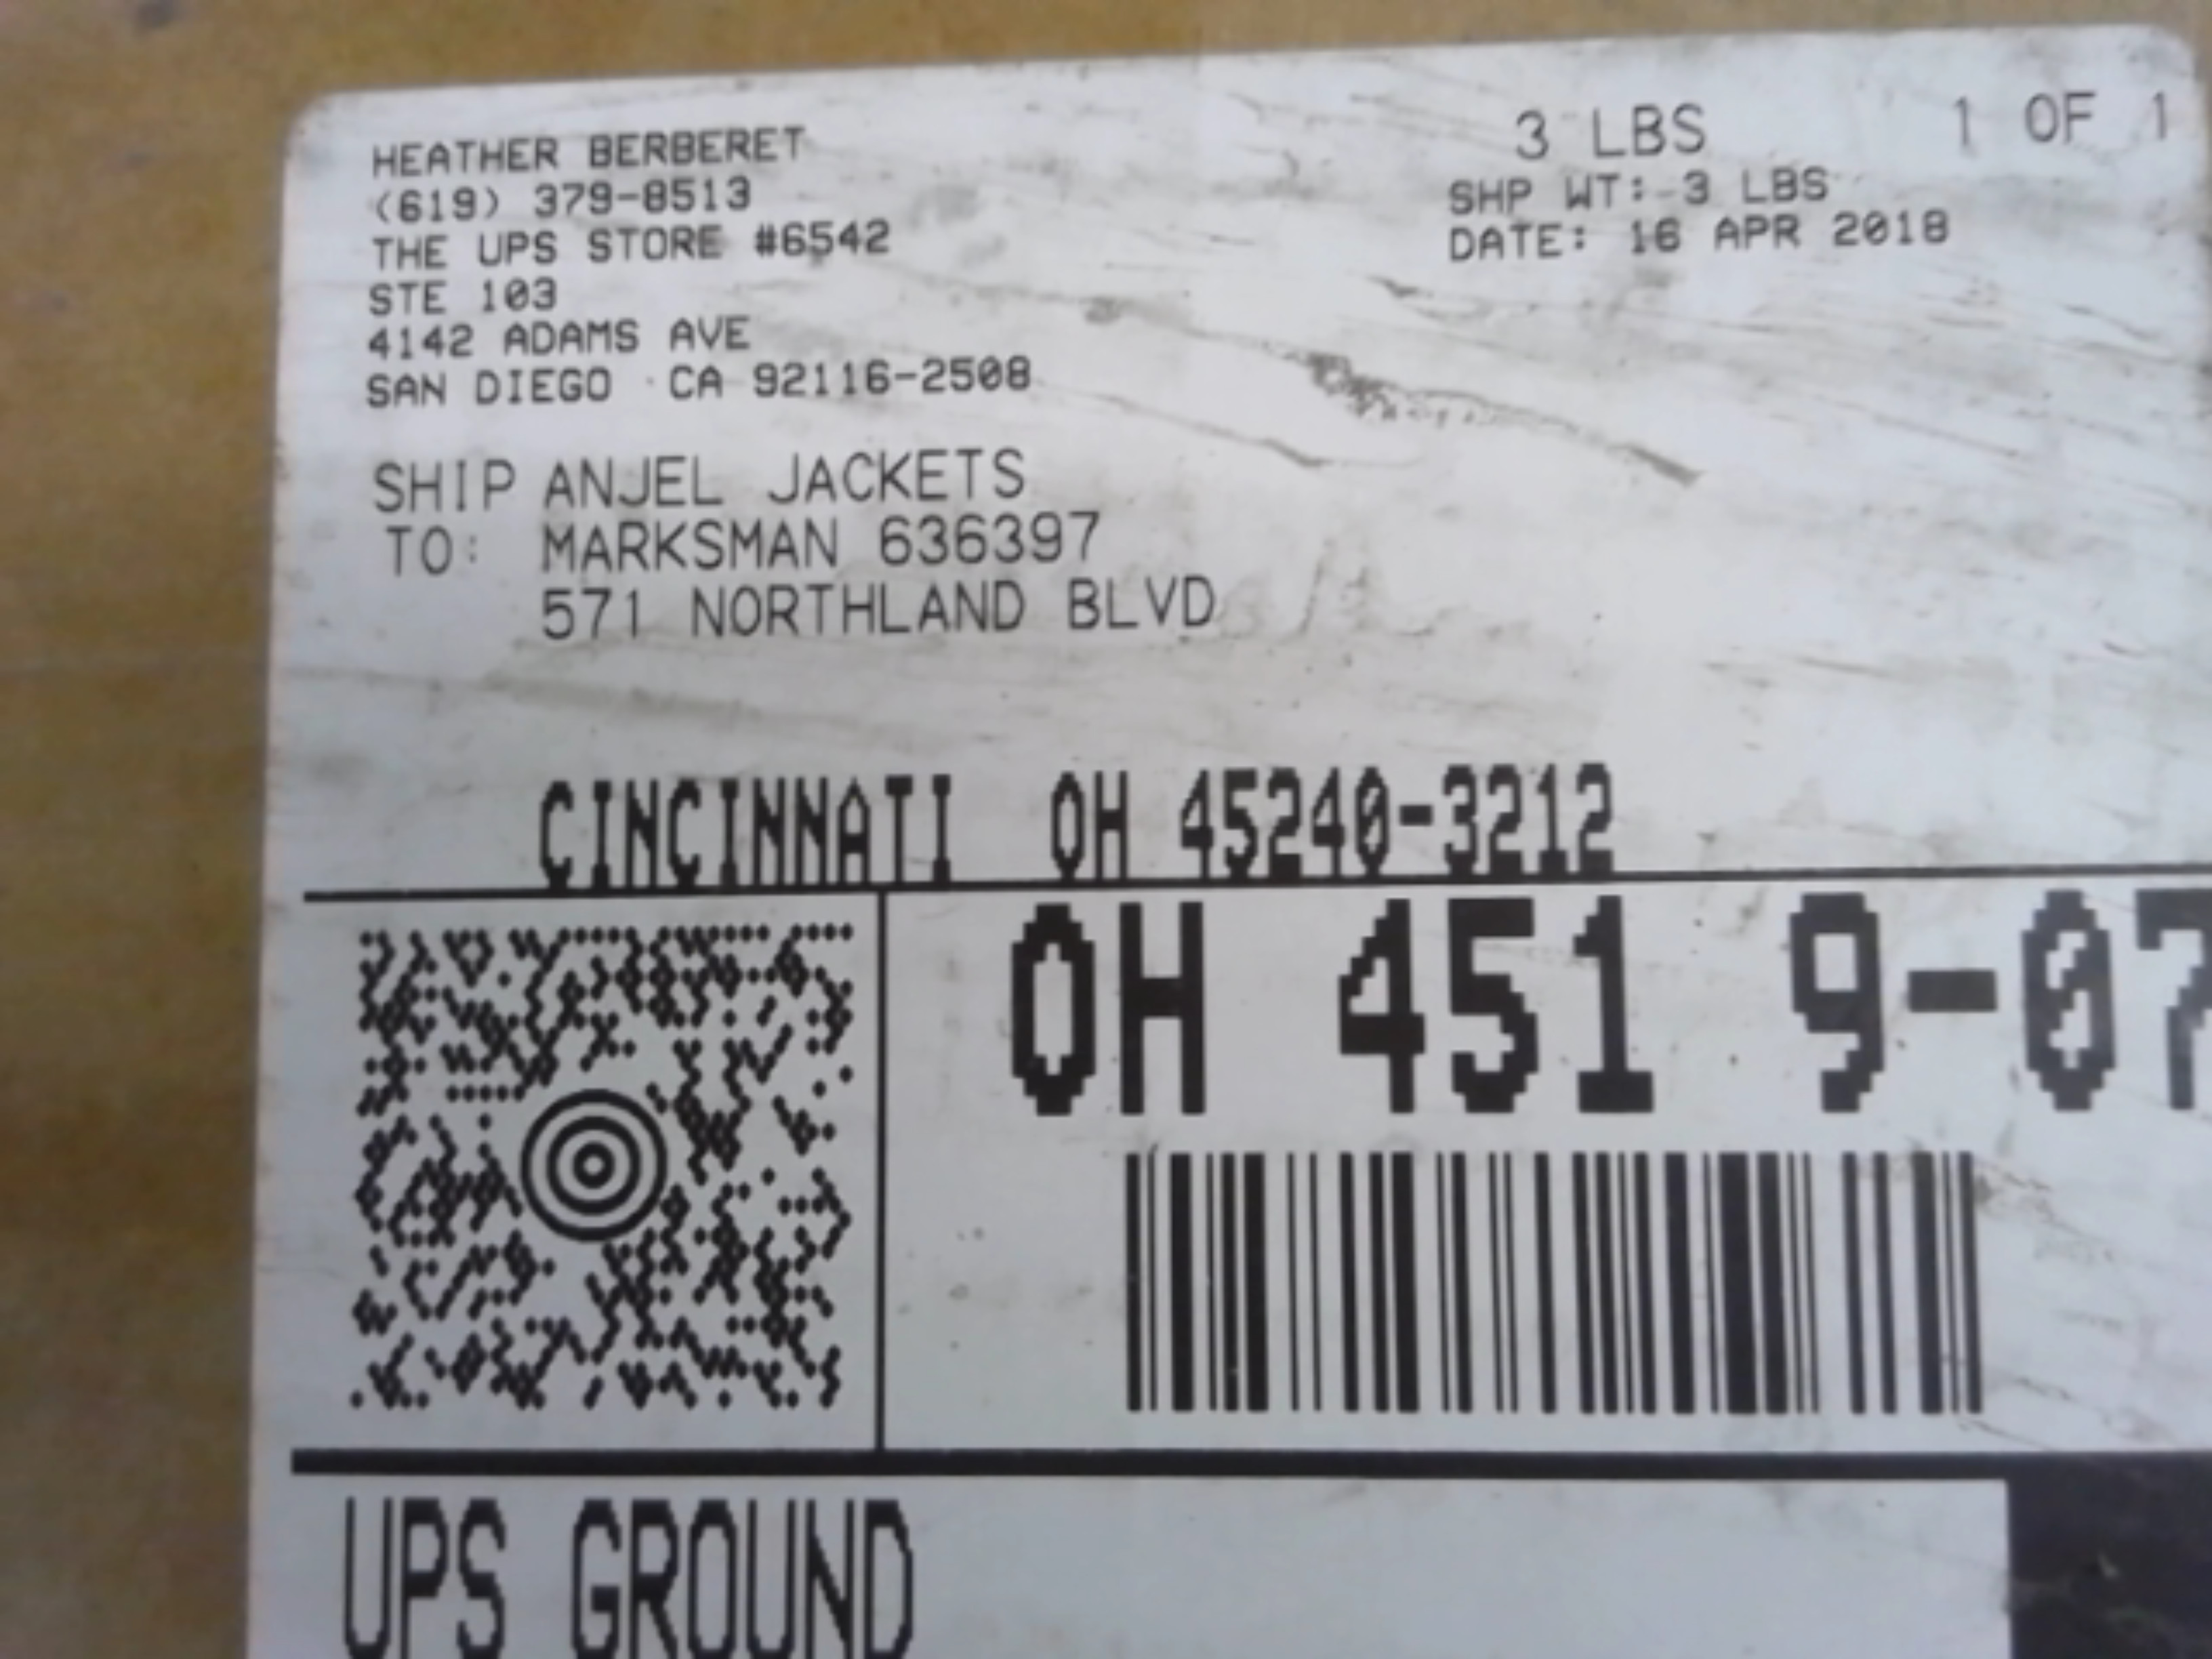 HEATHER BERBERET
(619) 379-8513
THE UPS STORE #6542
STE 103
4142 ADAMS AVE
SAN DIEGO CA 92116-2508
3 LBS 1 OF 1
SHP WT: 3 LBS
DATE: 16 APR 2018
SHIP ANJEL JACKETS
TO: MARKSMAN 636397
571 NORTHLAND BLVD
CINCINNATI OH 45240-3212
OH 451 9-07
UPS GROUND